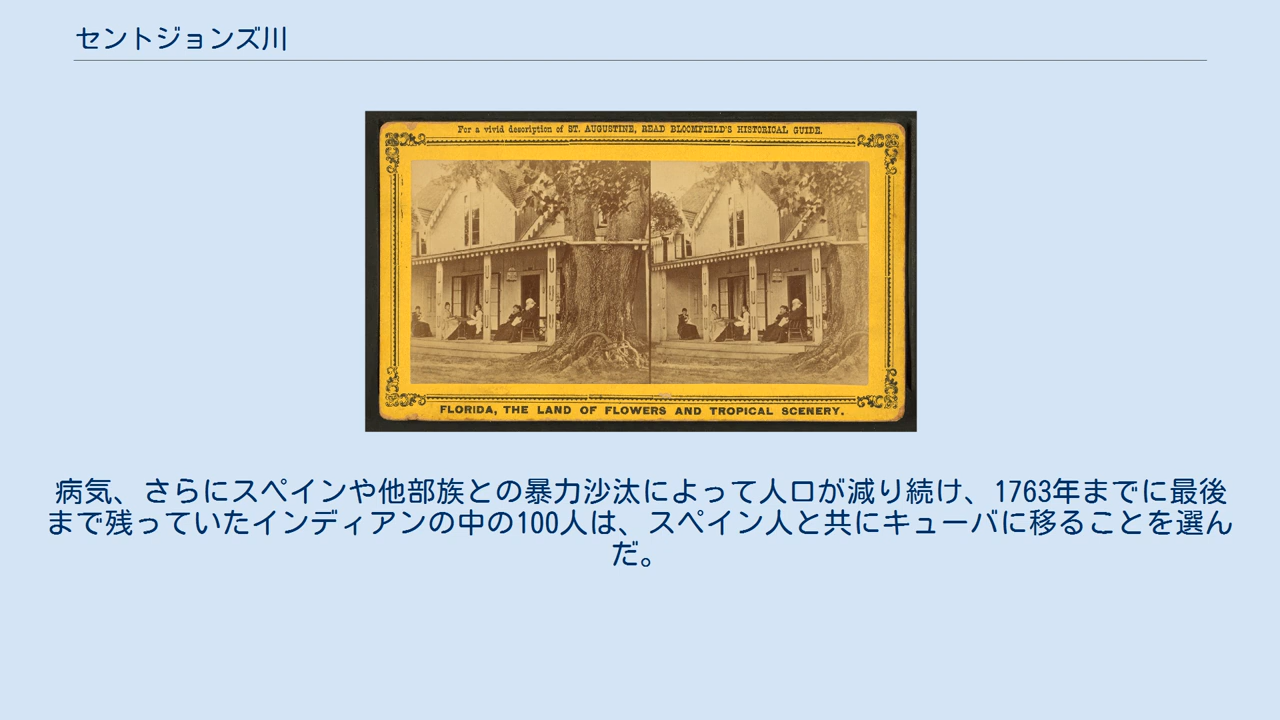 セントジョンズ川
For a vivid description of ST. AUGUSTINE, READ BLOOMFIELD'S HISTORICAL GUIDE.
FLORIDA, THE LAND OF FLOWERS AND TROPICAL SCENERY.
病気、さらにスペインや他部族との暴力沙汰によって人口が減り続け、1763年までに最後
まで残っていたインディアンの中の100人は、スペイン人と共にキューバに移ることを選ん
だ。